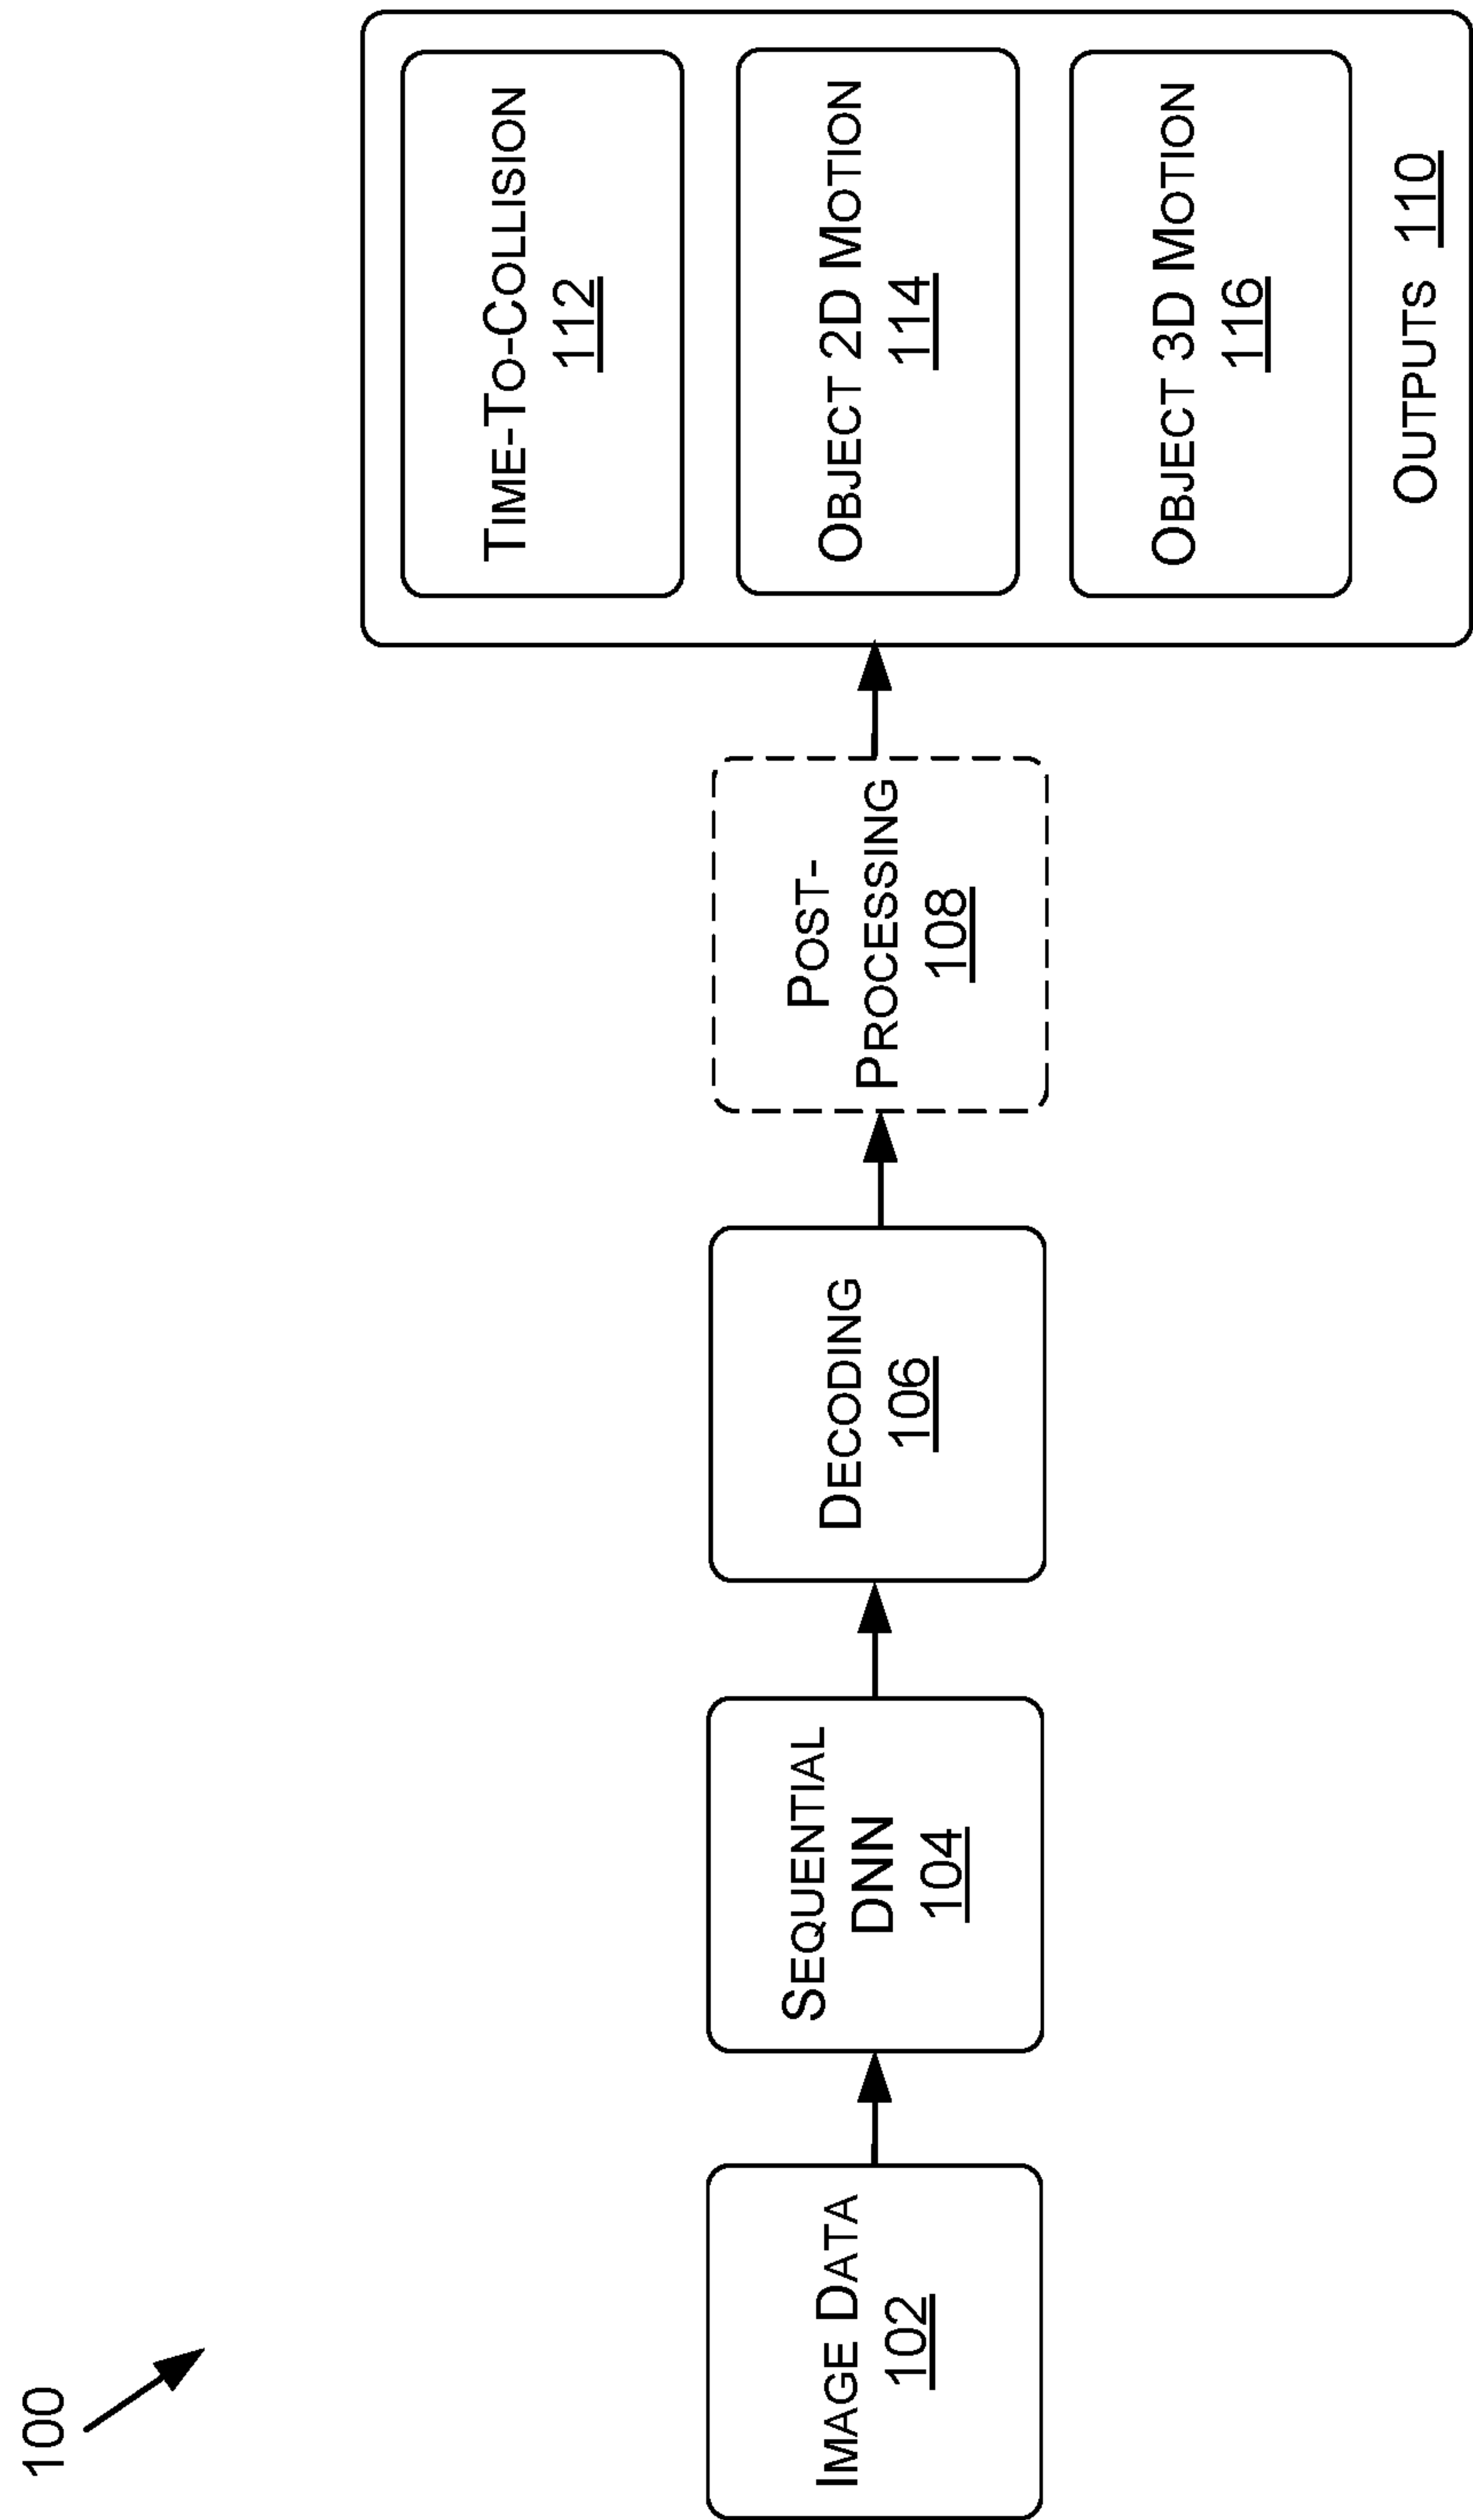 100
IMAGE DATA
102
SEQUENTIAL
DNN
104
DECODING
106
POST-
PROCESSING
108
TIME-TO-COLLISION
112
OBJECT 2D MOTION
114
OBJECT 3D MOTION
116
OUTPUTS 110